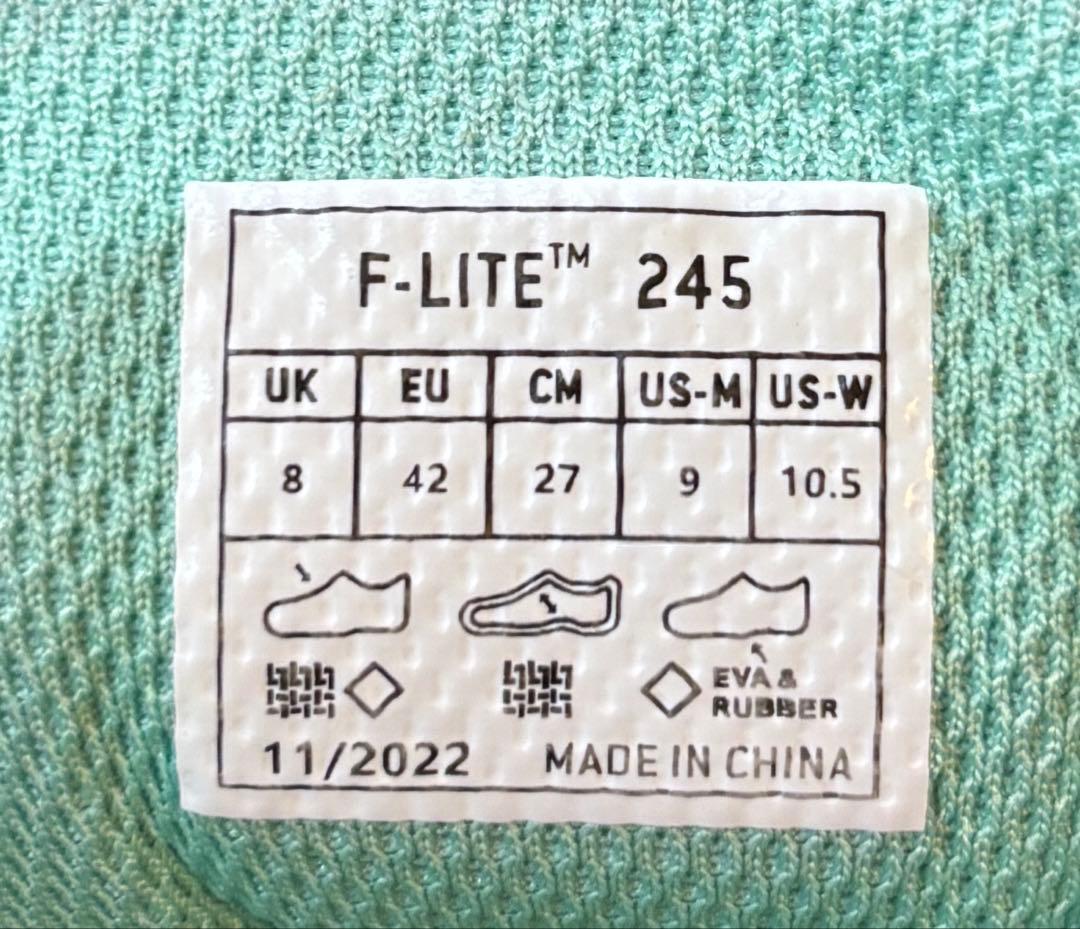 F-LITE™ 245
UK EU CM US-M US-W
8 42 27 9 10.5
EVA &
RUBBER
11/2022 MADE IN CHINA